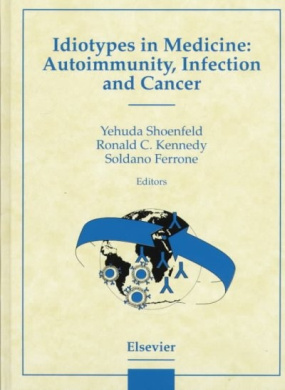 Idiotypes in Medicine:
Autoimmunity, Infection
and Cancer
Yehuda Shoenfeld
Ronald C. Kennedy
Soldano Ferrone
Editors
Elsevier